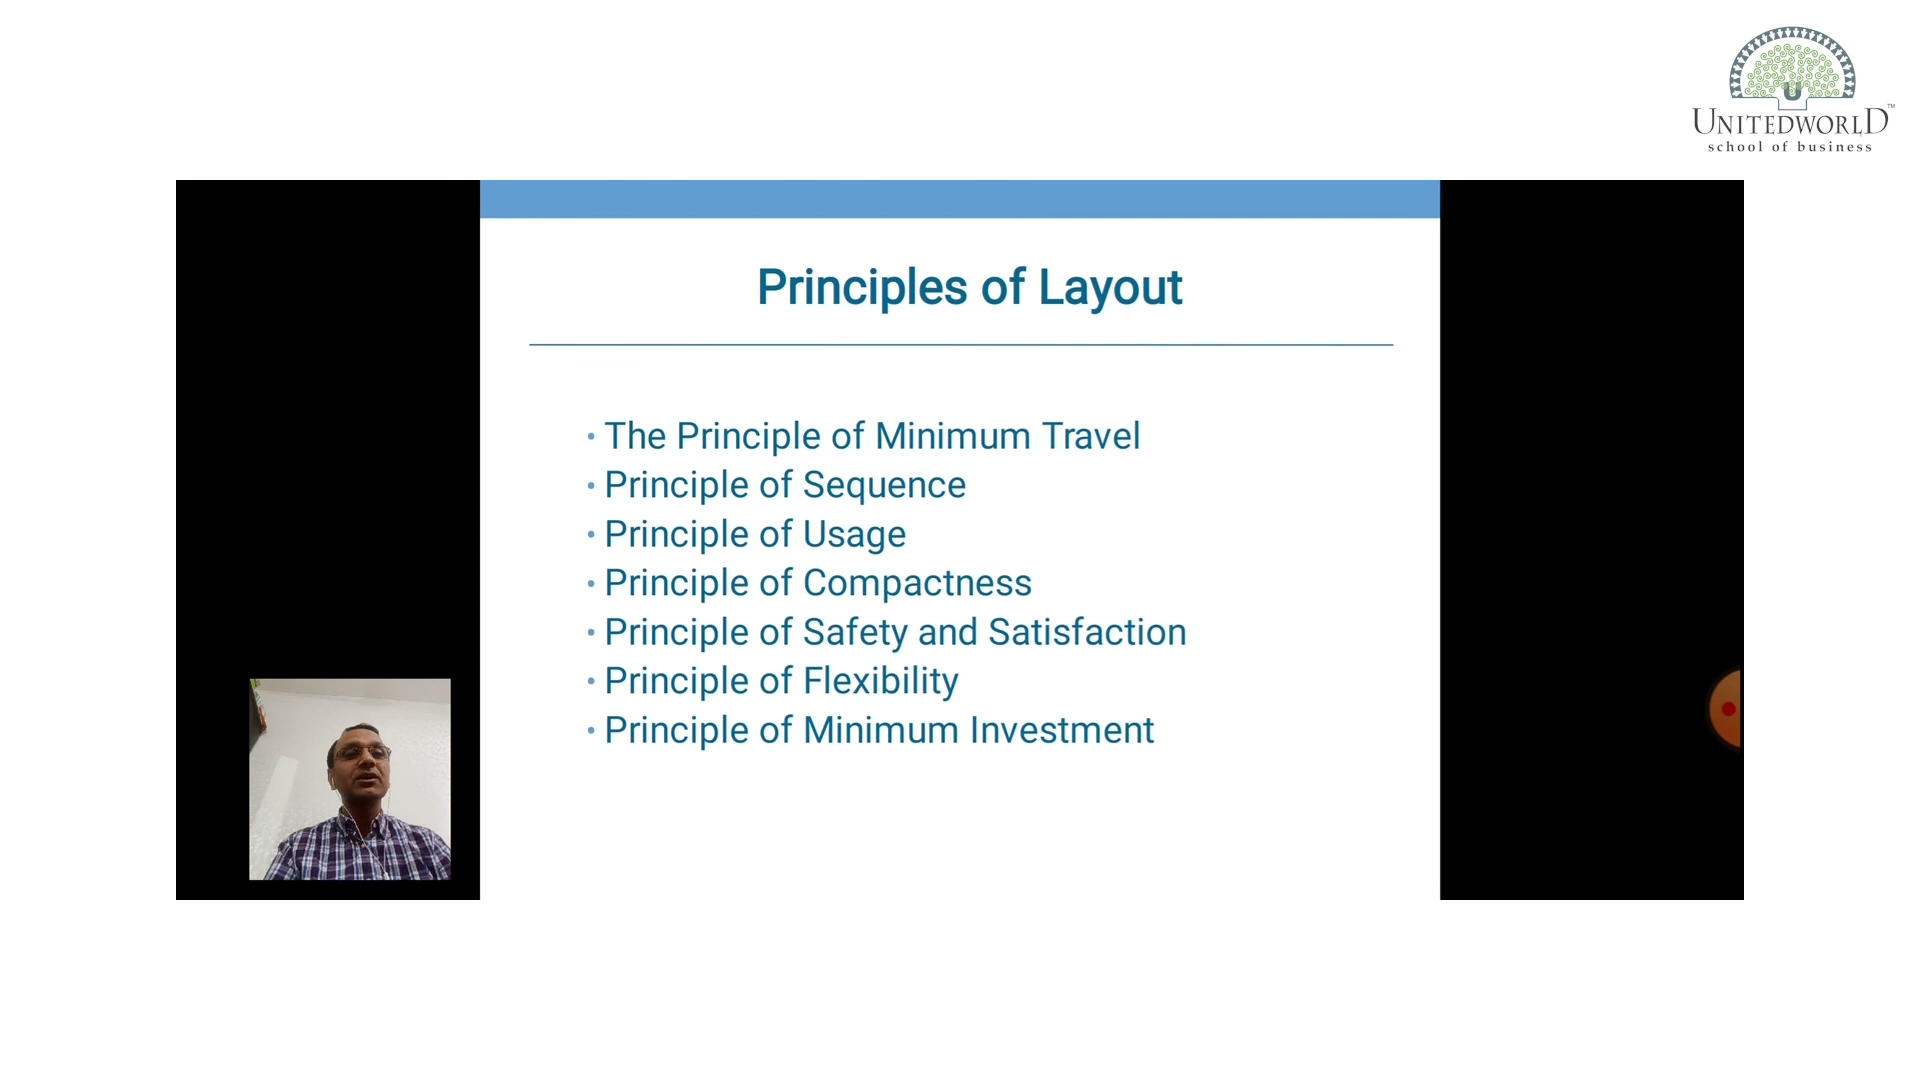 UNITEDWORLD™
school of business
Principles of Layout
• The Principle of Minimum Travel
• Principle of Sequence
• Principle of Usage
• Principle of Compactness
• Principle of Safety and Satisfaction
• Principle of Flexibility
• Principle of Minimum Investment